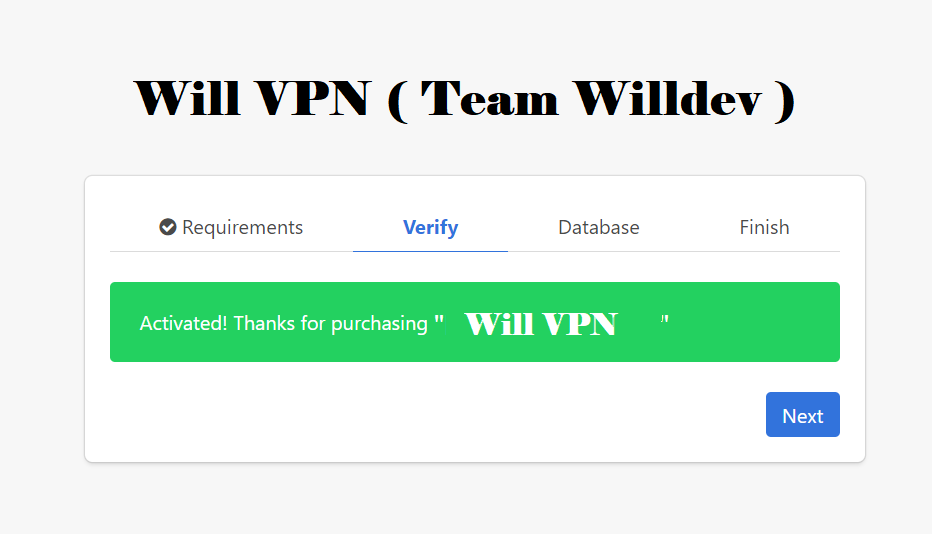 Will VPN ( Team Willdev )
Requirements Verify Database Finish
Activated! Thanks for purchasing " Will VPN "
Next